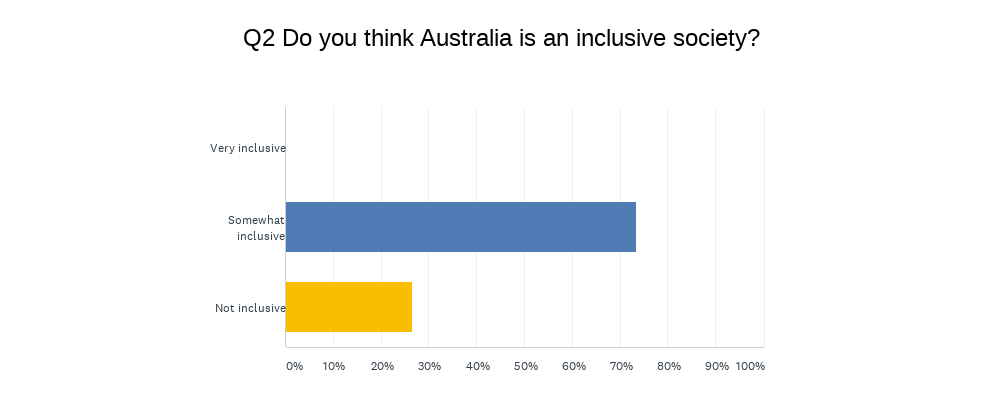 Q2 Do you think Australia is an inclusive society?
Very inclusive
Somewhat
inclusive
Not inclusive
0% 10% 20% 30% 40% 50% 60% 70% 80% 90% 100%